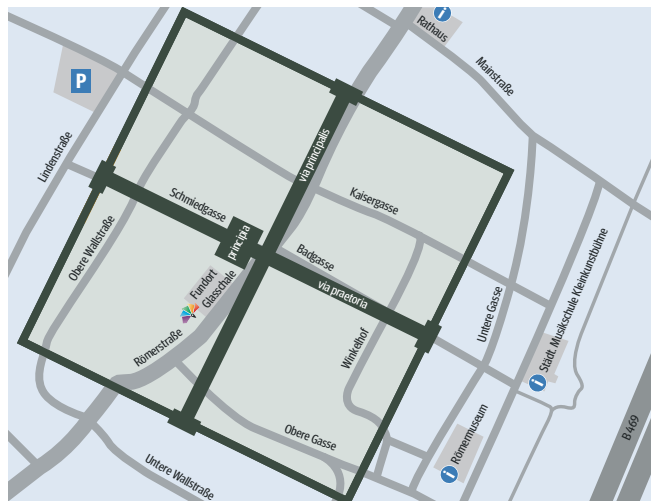 Rathaus
Mainstraße
P
Lindenstraße
via principalis
Kaisergasse
Schmiedgasse
principia
Badgasse
Obere Wallstraße
Fundort
Glasschale
via praetoria
Römerstraße
Winkelhof
Untere Gasse
Städt. Musikschule Kleinkunstbühne
Obere Gasse
Römermuseum
Untere Wallstraße
B 469